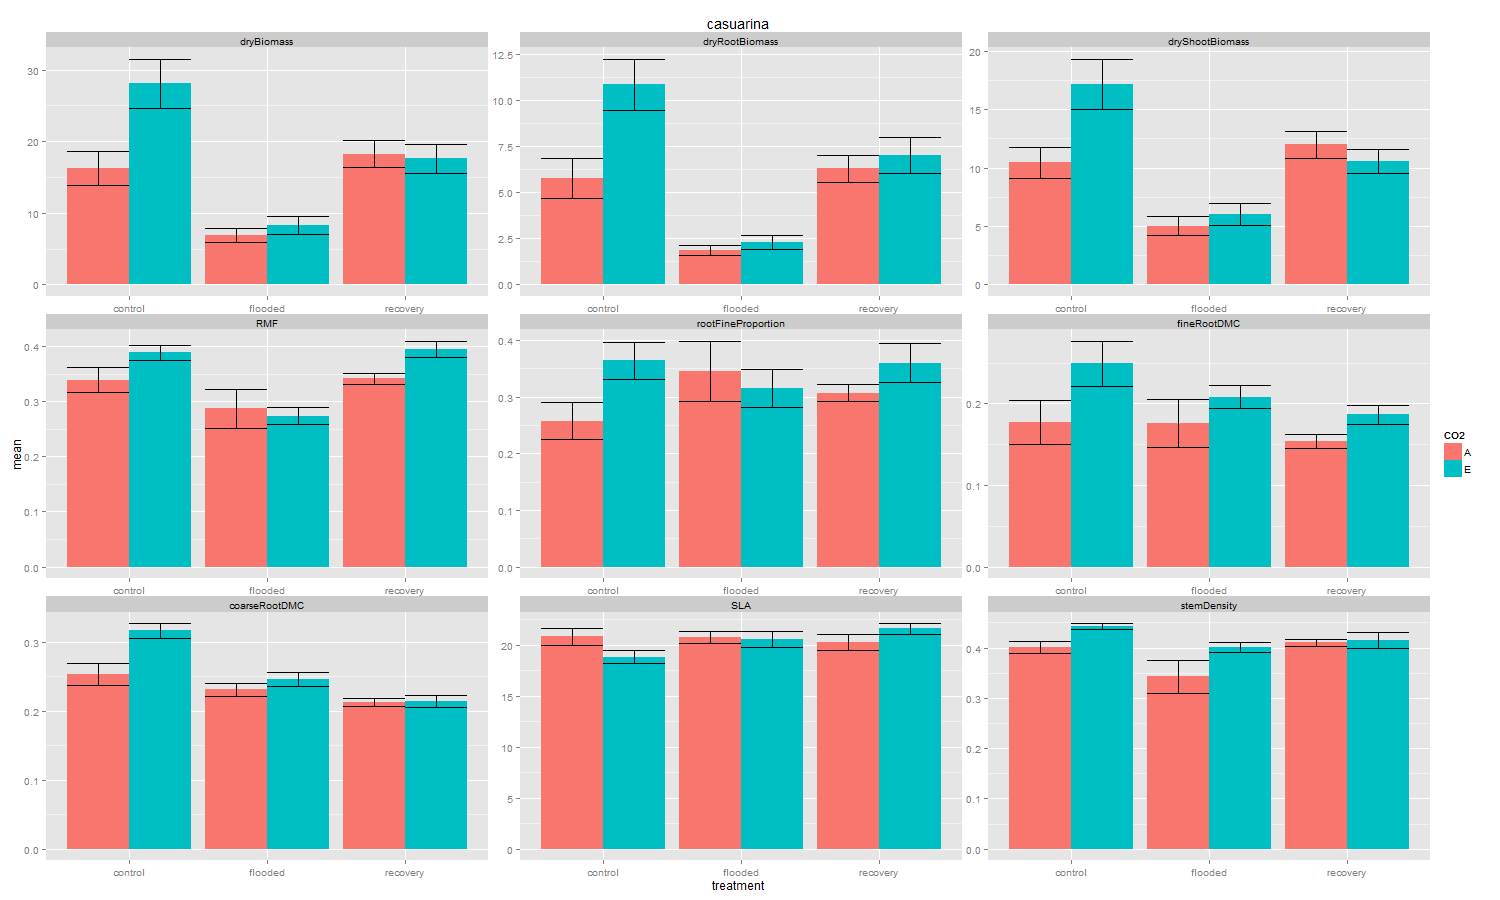 casuarina
dryBiomass
dryRootBiomass
dryShootBiomass
30
20
10
0
12.5
10.0
7.5
5.0
2.5
0.0
20
15
10
5
0
control
flooded
recovery
control
flooded
recovery
control
flooded
recovery
RMF
rootFineProportion
fineRootDMC
0.4
0.3
0.2
0.1
0.0
0.4
0.3
0.2
0.1
0.0
0.2
0.1
0.0
control
flooded
recovery
control
flooded
recovery
control
flooded
recovery
coarseRootDMC
SLA
stemDensity
0.3
0.2
0.1
0.0
20
15
10
5
0
0.4
0.3
0.2
0.1
0.0
control
flooded
recovery
control
flooded
recovery
control
flooded
recovery
mean
treatment
CO2
A
E